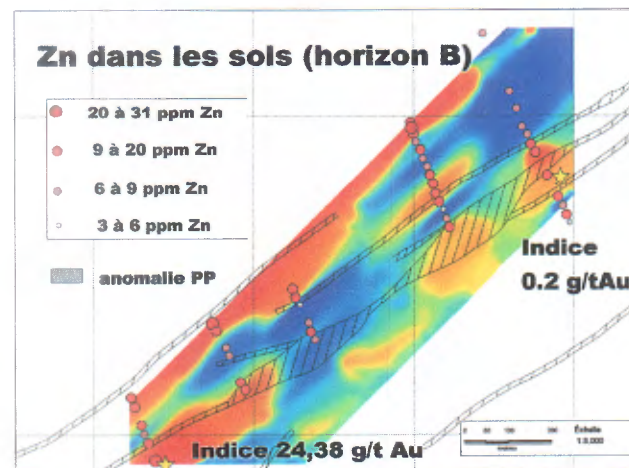 Zn dans les sols (horizon B)
20 à 31 ppm Zn
9 à 20 ppm Zn
6 à 9 ppm Zn
3 à 6 ppm Zn
anomalie PP
Indice
0.2 g/tAu
Indice 24,38 g/t Au
Échelle